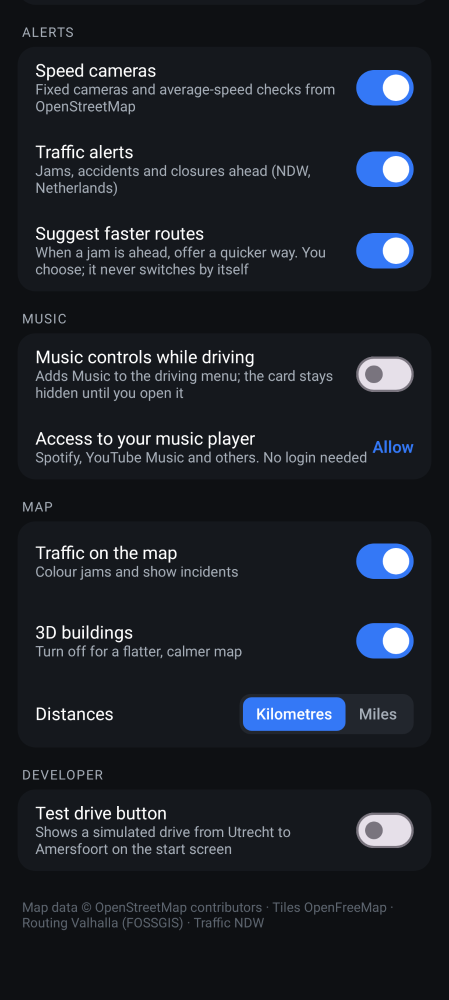 ALERTS
Speed cameras
Fixed cameras and average-speed checks from
OpenStreetMap
Traffic alerts
Jams, accidents and closures ahead (NDW,
Netherlands)
Suggest faster routes
When a jam is ahead, offer a quicker way. You
choose; it never switches by itself
MUSIC
Music controls while driving
Adds Music to the driving menu; the card stays
hidden until you open it
Access to your music player
Spotify, YouTube Music and others. No login needed
Allow
MAP
Traffic on the map
Colour jams and show incidents
3D buildings
Turn off for a flatter, calmer map
Distances
Kilometres
Miles
DEVELOPER
Test drive button
Shows a simulated drive from Utrecht to
Amersfoort on the start screen
Map data © OpenStreetMap contributors · Tiles OpenFreeMap ·
Routing Valhalla (FOSSGIS) · Traffic NDW